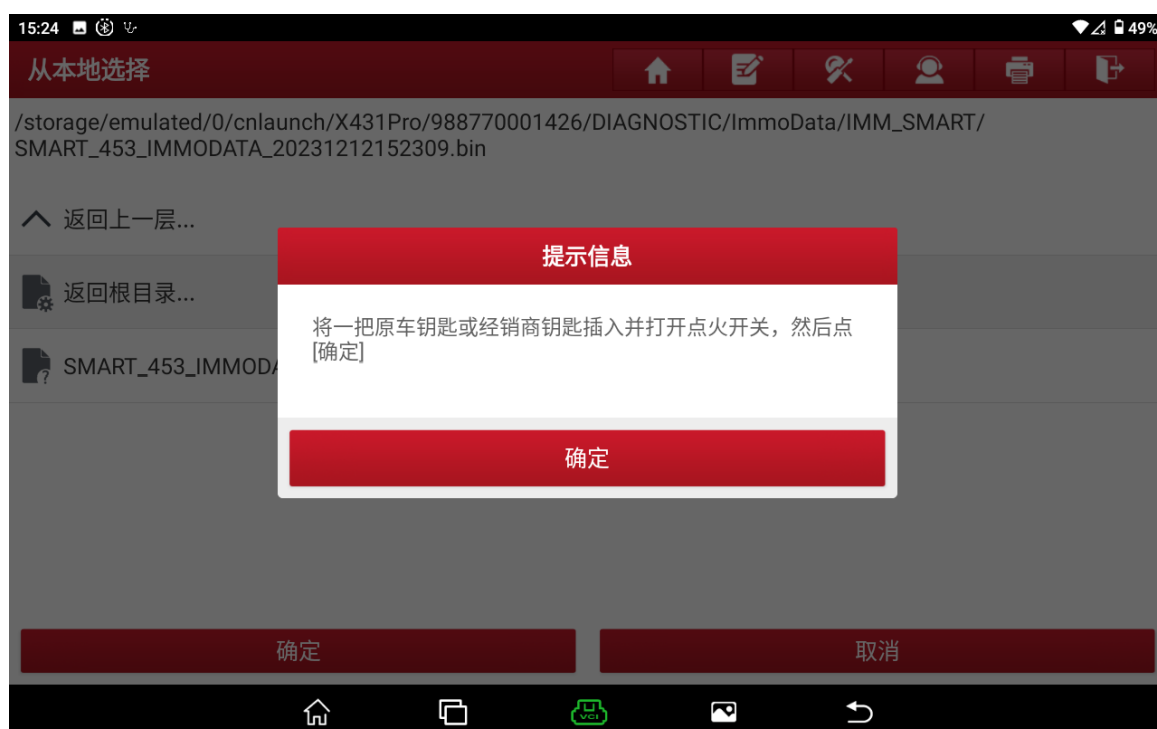 15:24
49%
从本地选择
/storage/emulated/0/cnlaunch/X431Pro/988770001426/DIAGNOSTIC/ImmoData/IMM_SMART/
SMART_453_IMMODATA_20231212152309.bin
返回上一层...
提示信息
返回根目录...
将一把原车钥匙或经销商钥匙插入并打开点火开关，然后点
[确定]
SMART_453_IMMODA
确定
确定
取消
VCI